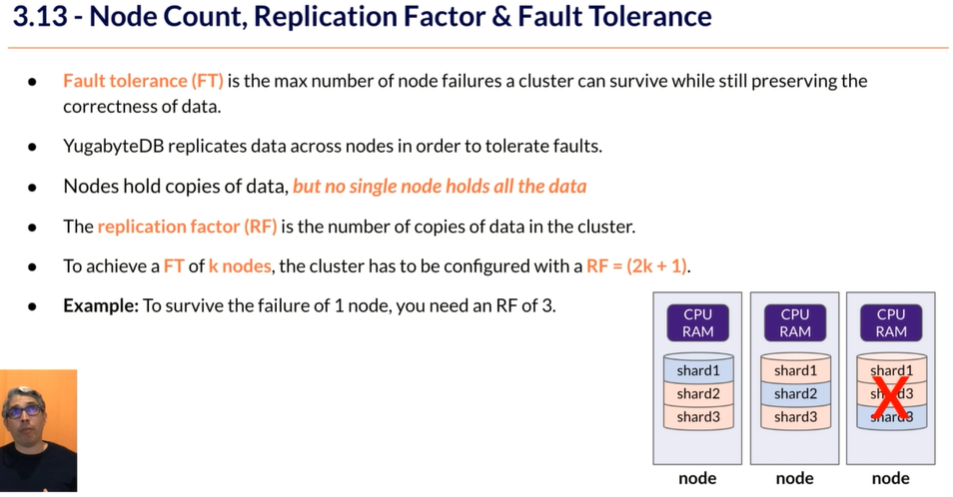 3.13 - Node Count, Replication Factor & Fault Tolerance
• Fault tolerance (FT) is the max number of node failures a cluster can survive while still preserving the
correctness of data.
• YugabyteDB replicates data across nodes in order to tolerate faults.
• Nodes hold copies of data, but no single node holds all the data
• The replication factor (RF) is the number of copies of data in the cluster.
• To achieve a FT of k nodes, the cluster has to be configured with a RF = (2k + 1).
• Example: To survive the failure of 1 node, you need an RF of 3.
CPU
RAM
shard1
shard2
shard3
node
CPU
RAM
shard1
shard2
shard3
node
CPU
RAM
shard1
shard3
node